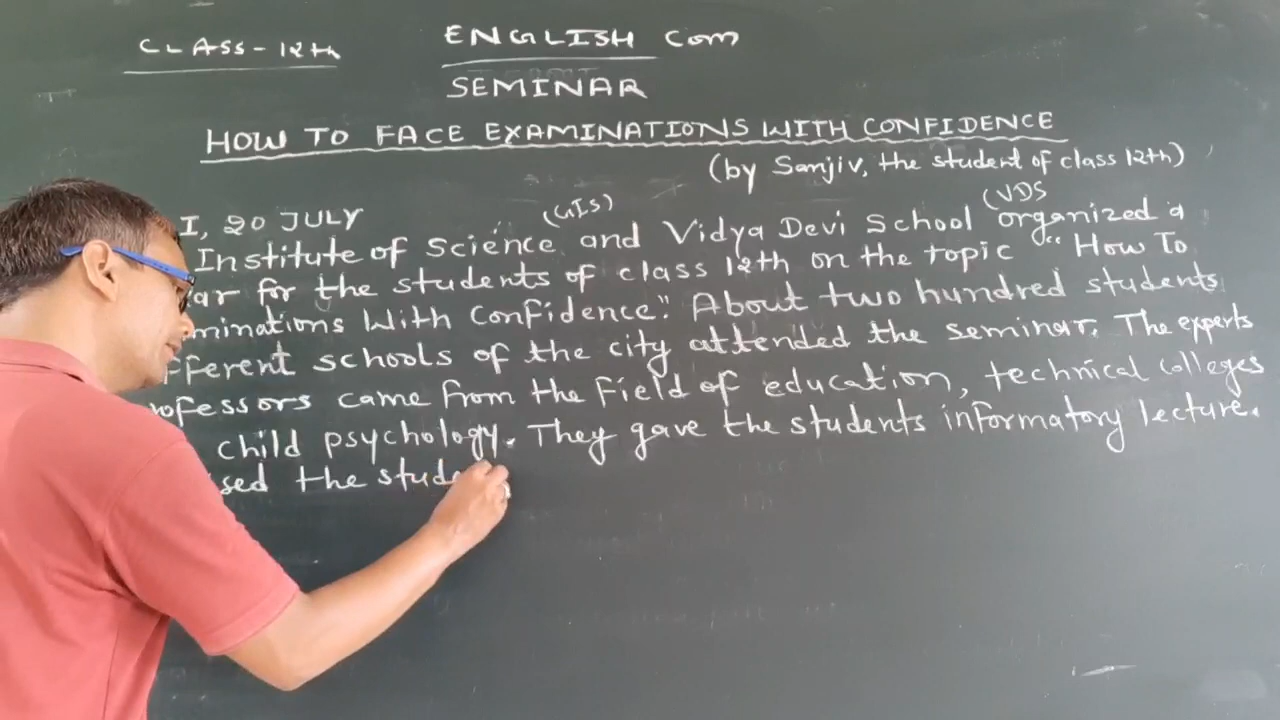 CLASS-12th
ENGLISH Com
SEMINAR
HOW TO FACE EXAMINATIONS WITH CONFIDENCE
(by Sanjiv, the student of class 12th)
I, 20 JULY
(GIS)
(VDS
Institute of Science and Vidya Devi School organized a
ar for the students of class 12th on the topic "How To
minations With Confidence". About two hundred students
fferent schools of the city attended the seminar. The experts
ofessors came from the field of education, technical colleges
child psychology. They gave the students informatory lecture.
sed the stude